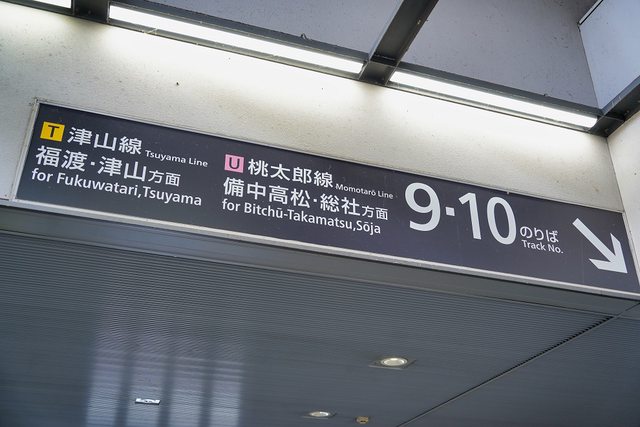 T 津山線 Tsuyama Line
福渡・津山方面
for Fukuwatari,Tsuyama
U 桃太郎線 Momotarō Line
備中高松・総社方面
for Bitchū-Takamatsu,Sōja
9・10 のりば
Track No.